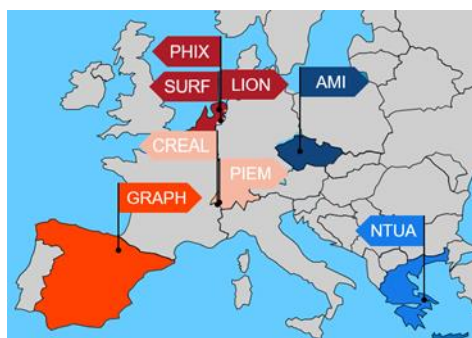 PHIX
SURF LION AMI
CREAL
PIEM
GRAPH
NTUA